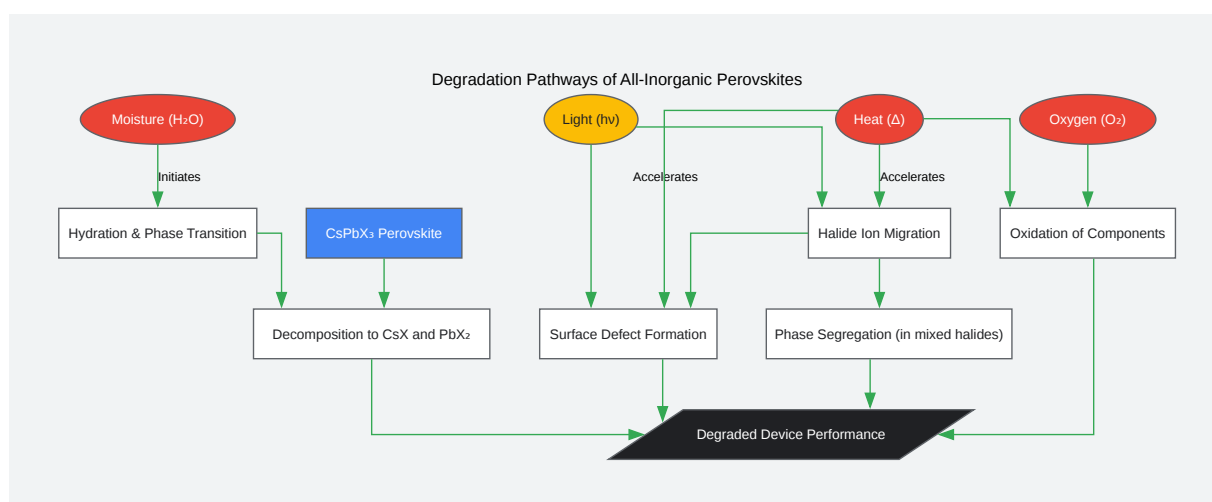 Degradation Pathways of All-Inorganic Perovskites
Moisture (H₂O)
Light (hν)
Heat (Δ)
Oxygen (O₂)
Initiates
Accelerates
Accelerates
Hydration & Phase Transition
CsPbX₃ Perovskite
Halide Ion Migration
Oxidation of Components
Decomposition to CsX and PbX₂
Surface Defect Formation
Phase Segregation (in mixed halides)
Degraded Device Performance